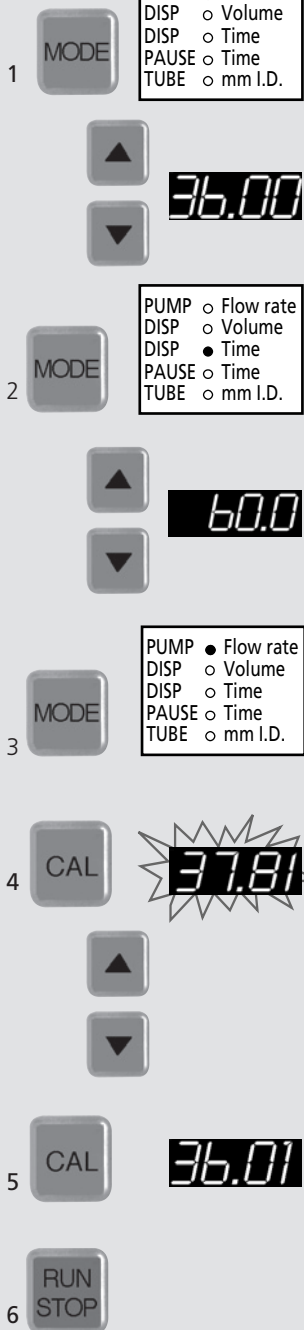 DISP ○ Volume
DISP ○ Time
PAUSE ○ Time
TUBE ○ mm I.D.
1 MODE
36.00
PUMP ○ Flow rate
DISP ○ Volume
DISP ● Time
PAUSE ○ Time
TUBE ○ mm I.D.
2 MODE
60.0
PUMP ● Flow rate
DISP ○ Volume
DISP ○ Time
PAUSE ○ Time
TUBE ○ mm I.D.
3 MODE
4 CAL 37.81
5 CAL 36.01
6 RUN
STOP